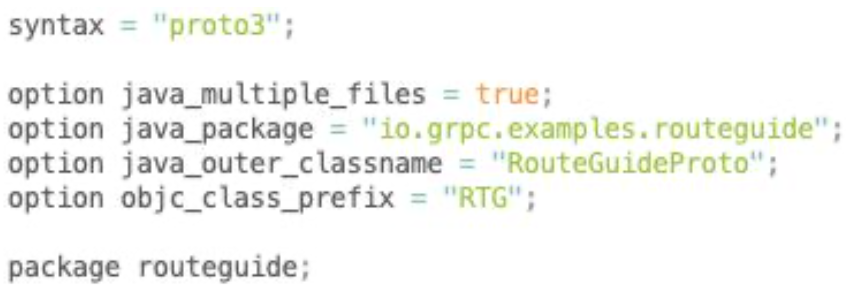 syntax = "proto3";
option java_multiple_files = true;
option java_package = "io.grpc.examples.routeguide";
option java_outer_classname = "RouteGuideProto";
option objc_class_prefix = "RTG";
package routeguide;